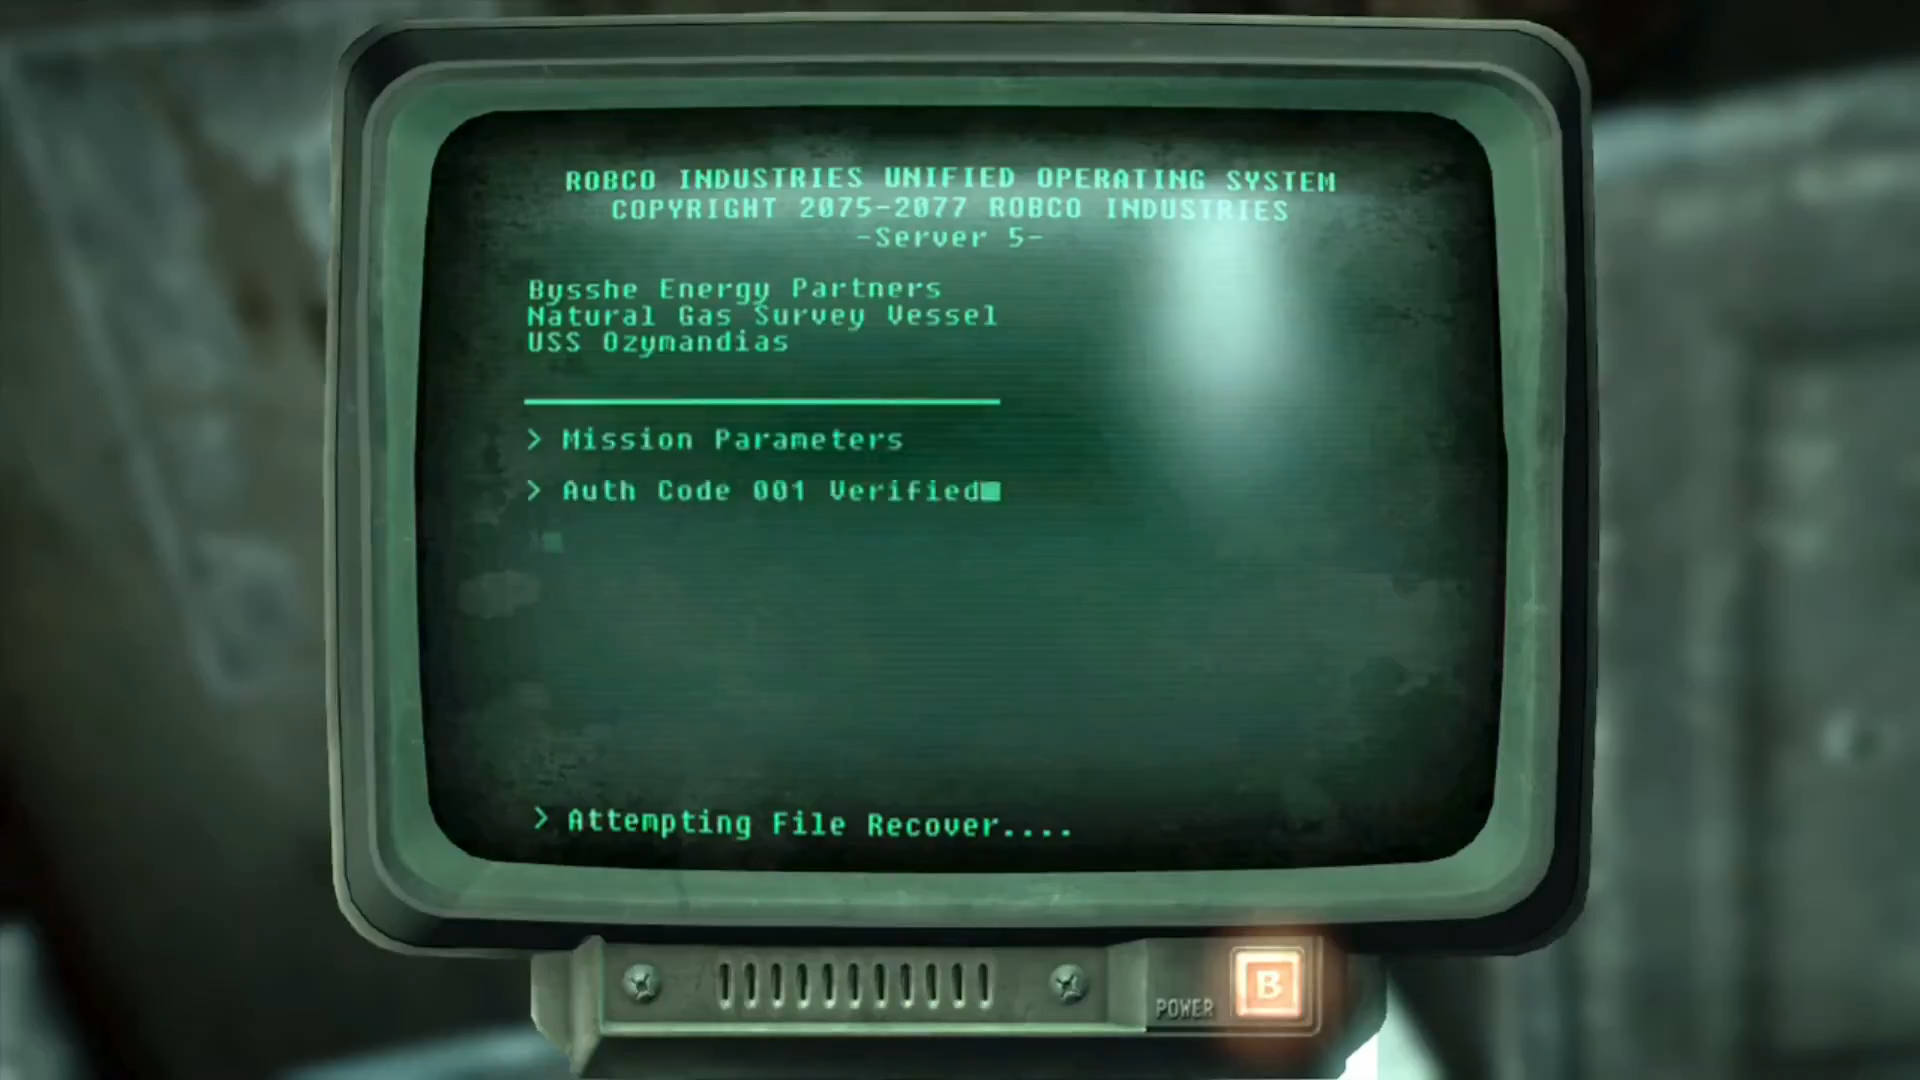 ROBCO INDUSTRIES UNIFIED OPERATING SYSTEM
COPYRIGHT 2075-2077 ROBCO INDUSTRIES
-Server 5-
Bysshe Energy Partners
Natural Gas Survey Vessel
USS Ozymandias
> Mission Parameters
> Auth Code 001 Verified
> Attempting File Recover....
POWER
B